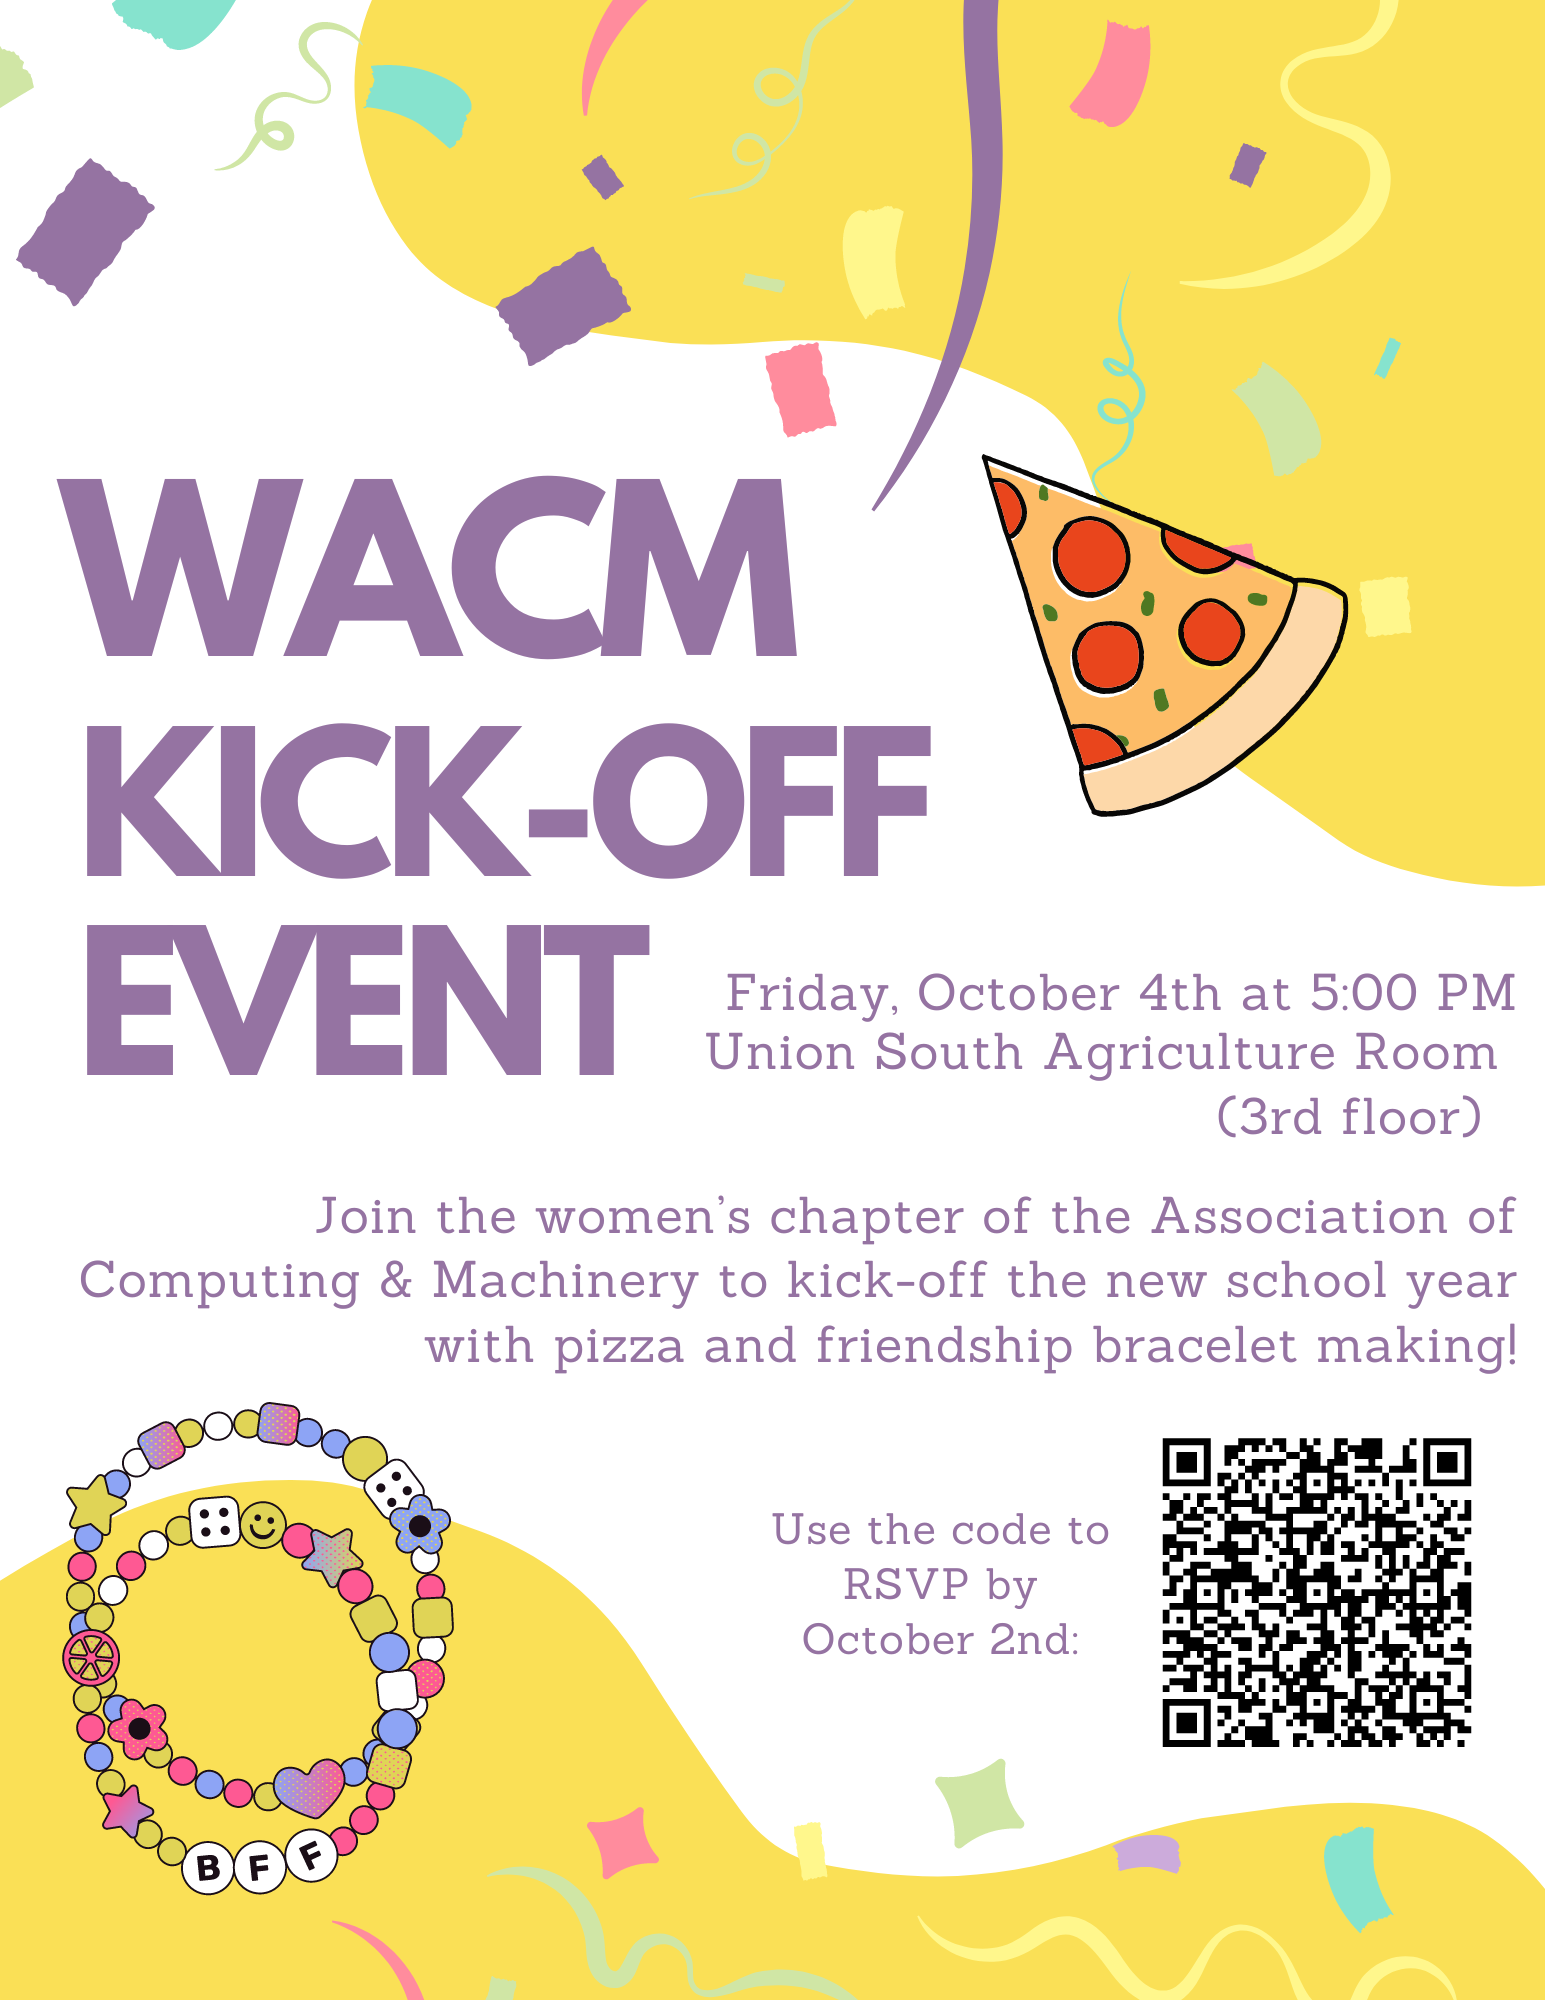 WACM
KICK-OFF
EVENT
Friday, October 4th at 5:00 PM
Union South Agriculture Room
(3rd floor)
Join the women’s chapter of the Association of
Computing & Machinery to kick-off the new school year
with pizza and friendship bracelet making!
Use the code to
RSVP by
October 2nd:
BFF